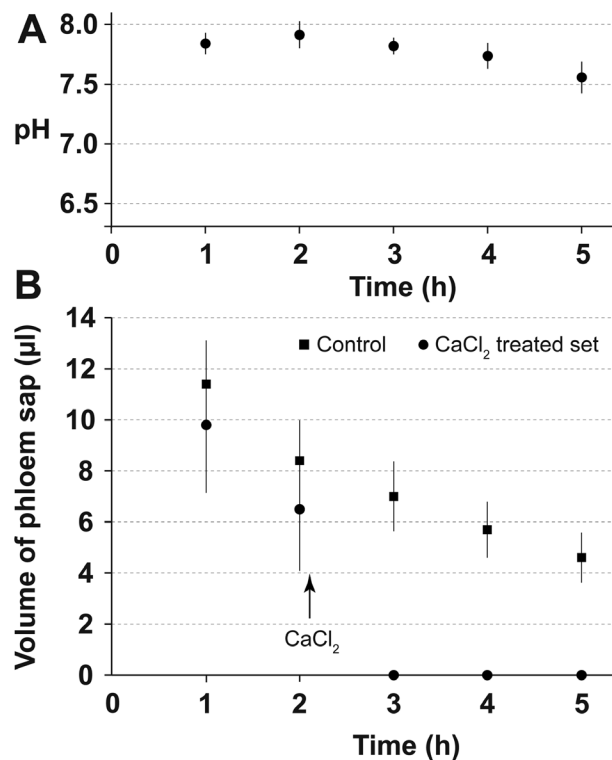 A
8.0
7.5
pH
7.0
6.5
0 1 2 3 4 5
Time (h)
B
Volume of phloem sap (µl)
14
■ Control ● CaCl₂ treated set
12
10
8
6
4
CaCl₂
2
0
0 1 2 3 4 5
Time (h)